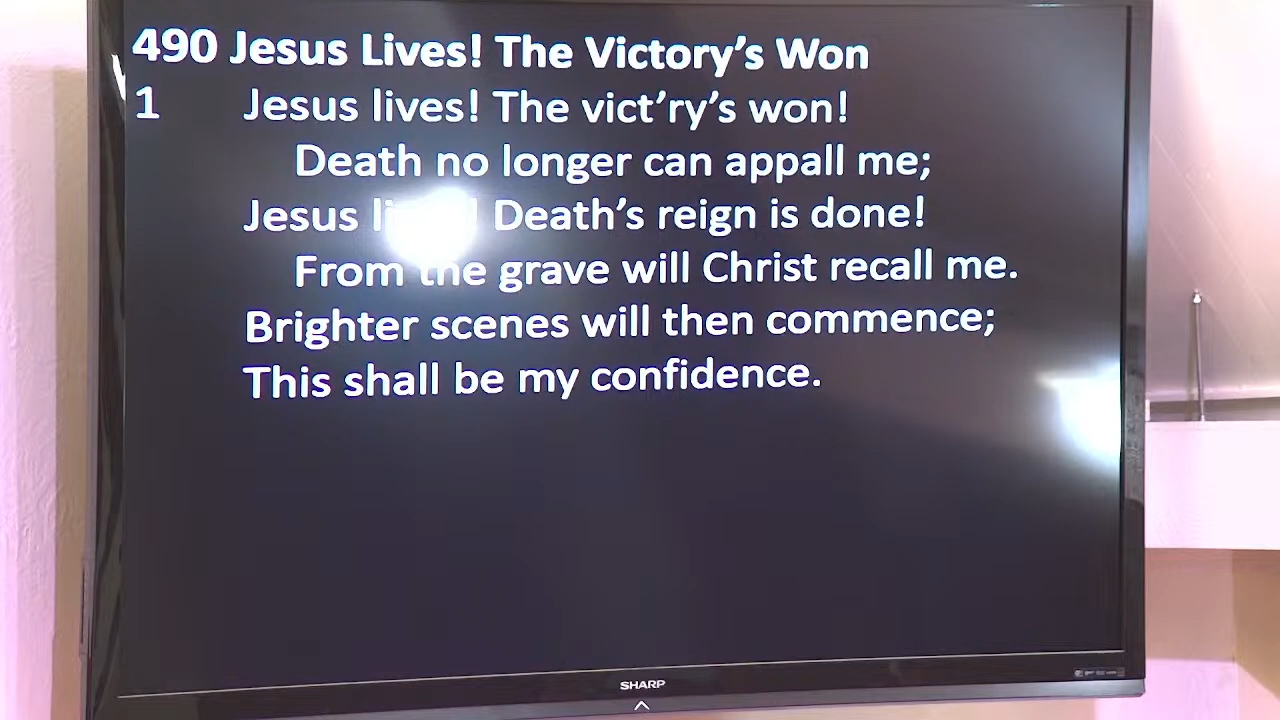 490 Jesus Lives! The Victory’s Won
1 Jesus lives! The vict’ry’s won!
Death no longer can appall me;
Jesus Death’s reign is done!
From the grave will Christ recall me.
Brighter scenes will then commence;
This shall be my confidence.
SHARP